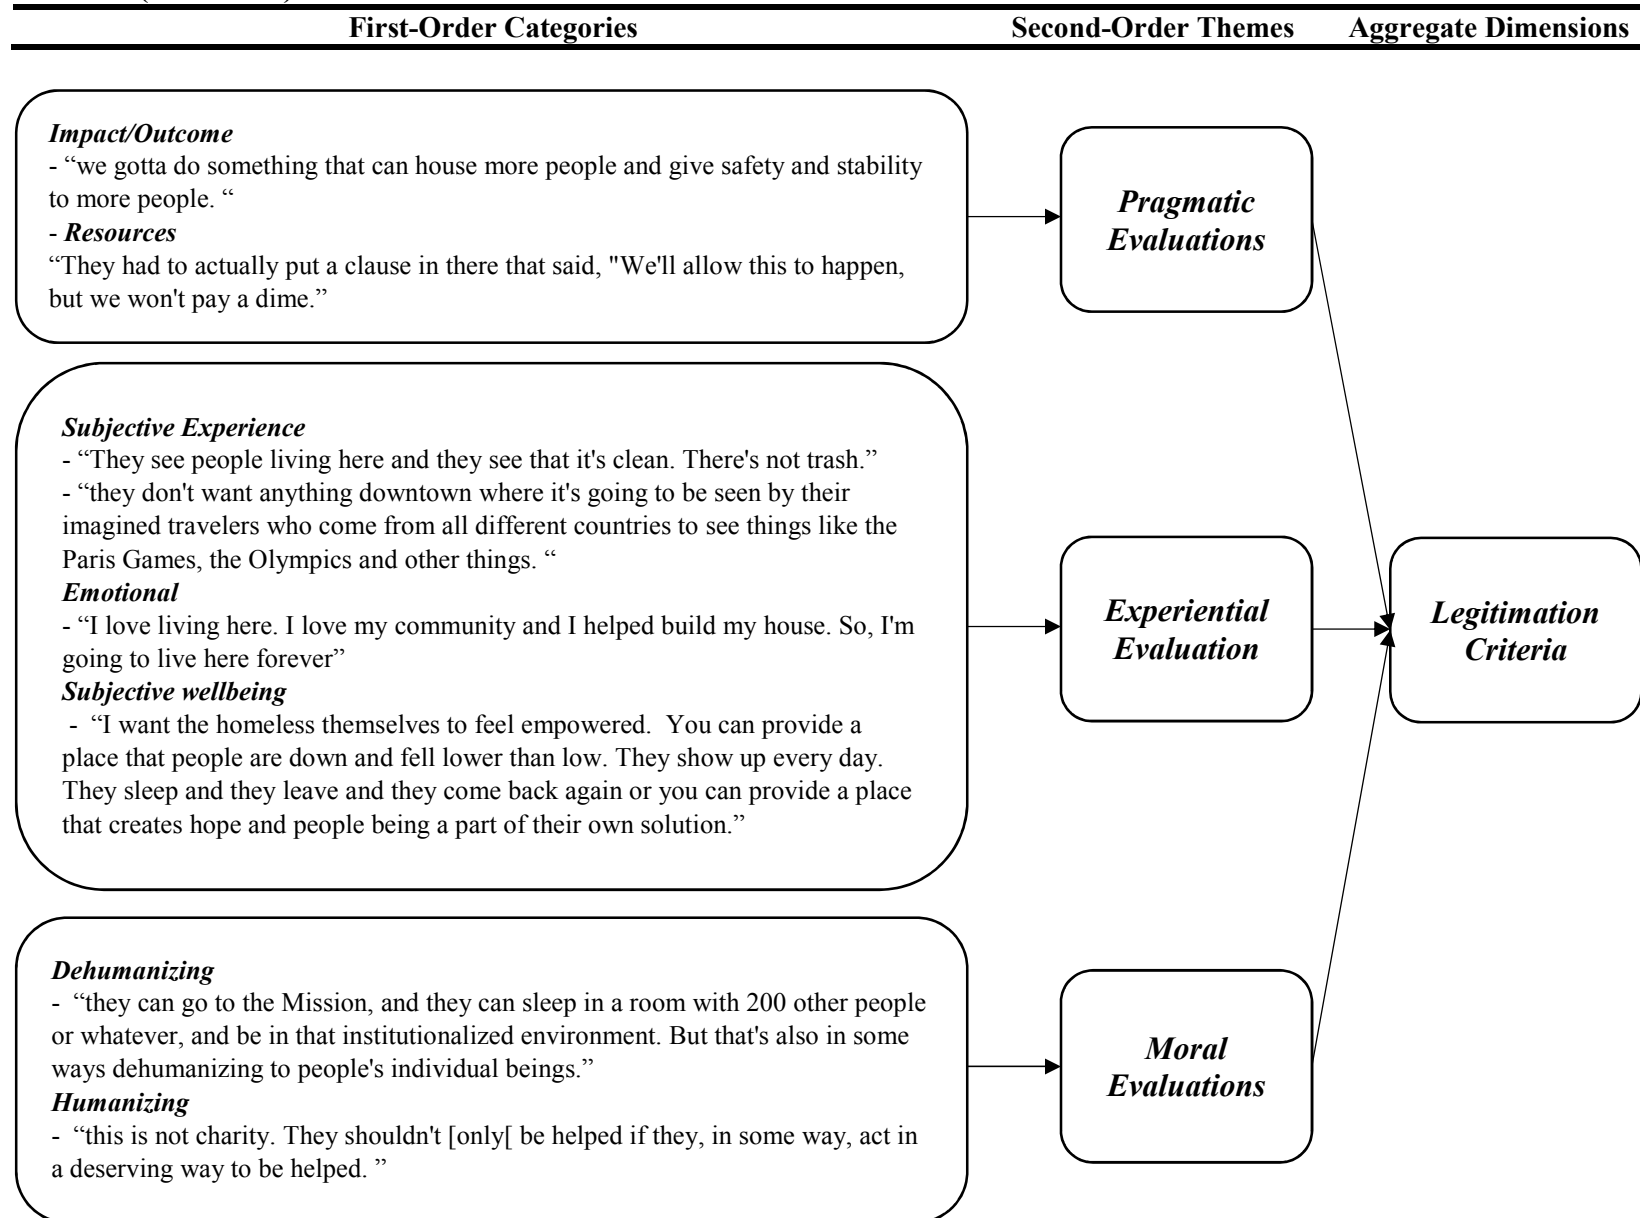 First-Order Categories Second-Order Themes Aggregate Dimensions
Impact/Outcome
- “we gotta do something that can house more people and give safety and stability
to more people. “
- Resources
“They had to actually put a clause in there that said, "We'll allow this to happen,
but we won't pay a dime.”
Pragmatic
Evaluations
Subjective Experience
- “They see people living here and they see that it's clean. There's not trash.”
- “they don't want anything downtown where it's going to be seen by their
imagined travelers who come from all different countries to see things like the
Paris Games, the Olympics and other things. “
Emotional
- “I love living here. I love my community and I helped build my house. So, I'm
going to live here forever”
Subjective wellbeing
- “I want the homeless themselves to feel empowered. You can provide a
place that people are down and fell lower than low. They show up every day.
They sleep and they leave and they come back again or you can provide a place
that creates hope and people being a part of their own solution.”
Experiential
Evaluation
Legitimation
Criteria
Dehumanizing
- “they can go to the Mission, and they can sleep in a room with 200 other people
or whatever, and be in that institutionalized environment. But that's also in some
ways dehumanizing to people's individual beings.”
Humanizing
- “this is not charity. They shouldn't [only[ be helped if they, in some way, act in
a deserving way to be helped. ”
Moral
Evaluations